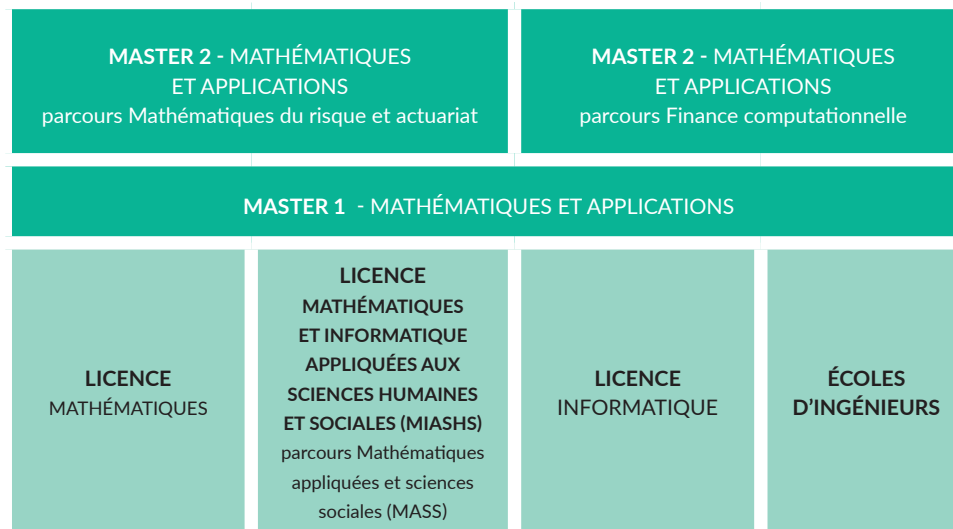 MASTER 2 - MATHÉMATIQUES
ET APPLICATIONS
parcours Mathématiques du risque et actuariat
MASTER 2 - MATHÉMATIQUES
ET APPLICATIONS
parcours Finance computationnelle
MASTER 1 - MATHÉMATIQUES ET APPLICATIONS
LICENCE
MATHÉMATIQUES
LICENCE
MATHÉMATIQUES
ET INFORMATIQUE
APPLIQUÉES AUX
SCIENCES HUMAINES
ET SOCIALES (MIASHS)
parcours Mathématiques
appliquées et sciences
sociales (MASS)
LICENCE
INFORMATIQUE
ÉCOLES
D'INGÉNIEURS